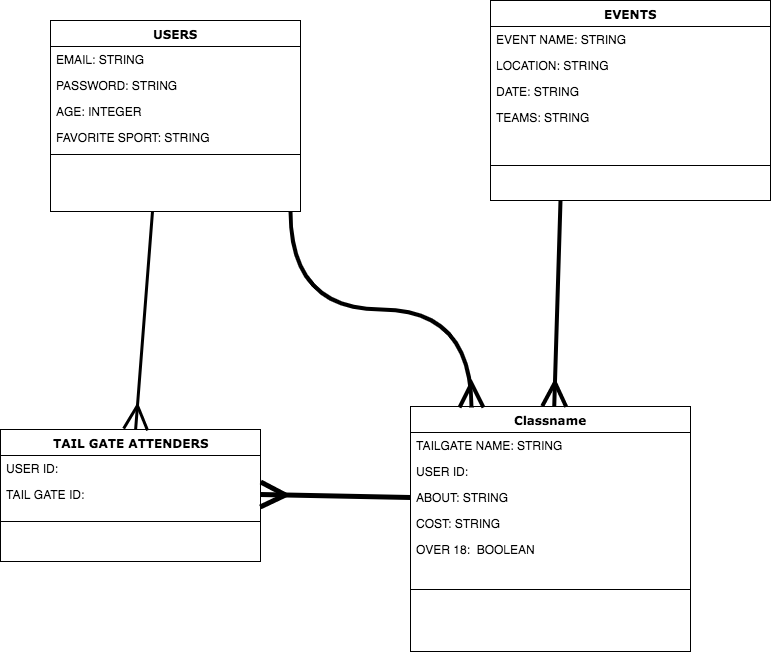 USERS
EMAIL: STRING
PASSWORD: STRING
AGE: INTEGER
FAVORITE SPORT: STRING
EVENTS
EVENT NAME: STRING
LOCATION: STRING
DATE: STRING
TEAMS: STRING
TAIL GATE ATTENDERS
USER ID:
TAIL GATE ID:
Classname
TAILGATE NAME: STRING
USER ID:
ABOUT: STRING
COST: STRING
OVER 18:  BOOLEAN